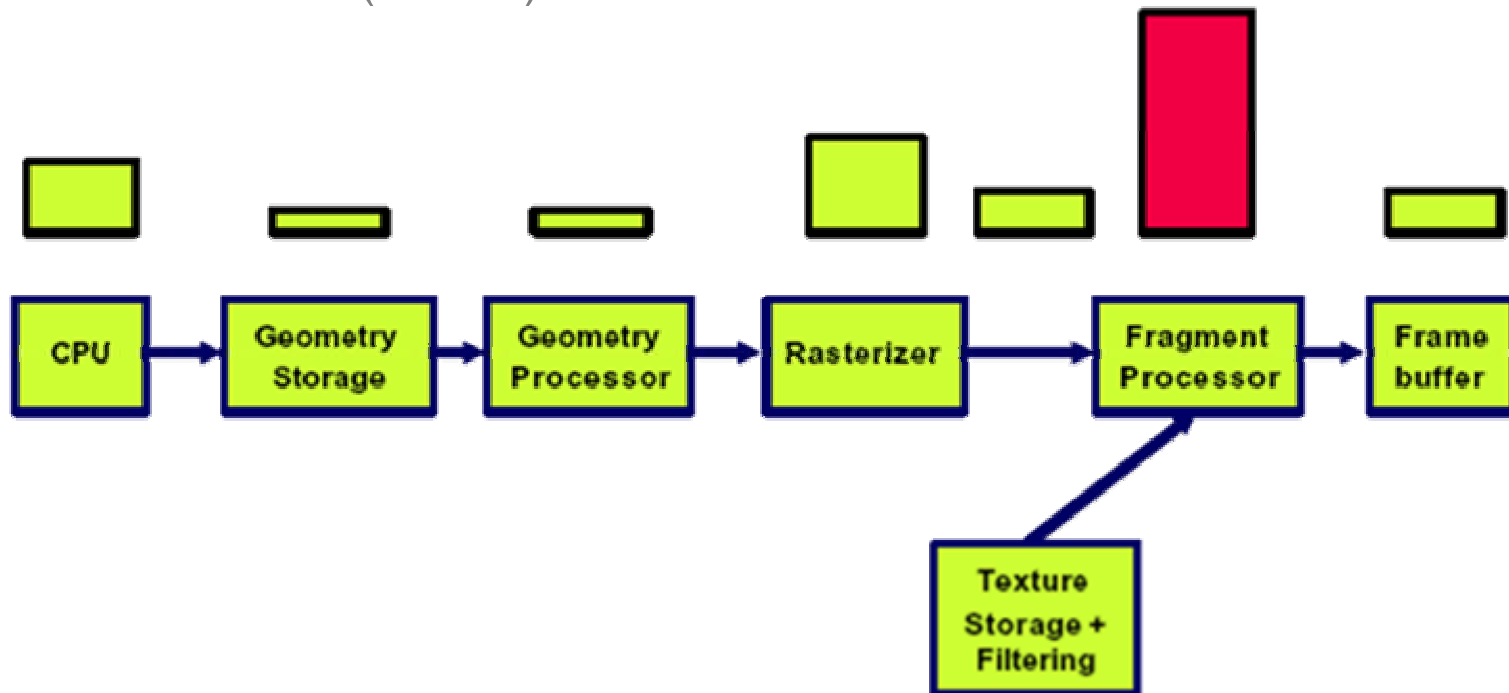 CPU
Geometry
Storage
Geometry
Processor
Rasterizer
Fragment
Processor
Frame
buffer
Texture
Storage +
Filtering